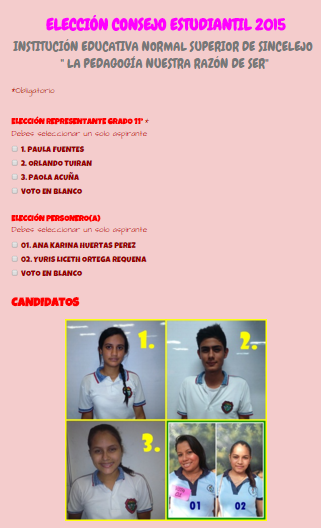 ELECCIÓN CONSEJO ESTUDIANTIL 2015
INSTITUCIÓN EDUCATIVA NORMAL SUPERIOR DE SINCELEJO
" LA PEDAGOGÍA NUESTRA RAZÓN DE SER"
*Obligatorio
ELECCIÓN REPRESENTANTE GRADO 11° *
Debes seleccionar un solo aspirante
1. PAULA FUENTES
2. ORLANDO TUIRAN
3. PAOLA ACUÑA
VOTO EN BLANCO
ELECCIÓN PERSONERO(A)
Debes seleccionar un solo aspirante
01. ANA KARINA HUERTAS PEREZ
02. YURIS LICETH ORTEGA REQUENA
VOTO EN BLANCO
CANDIDATOS
1. 2.
3. 01 02